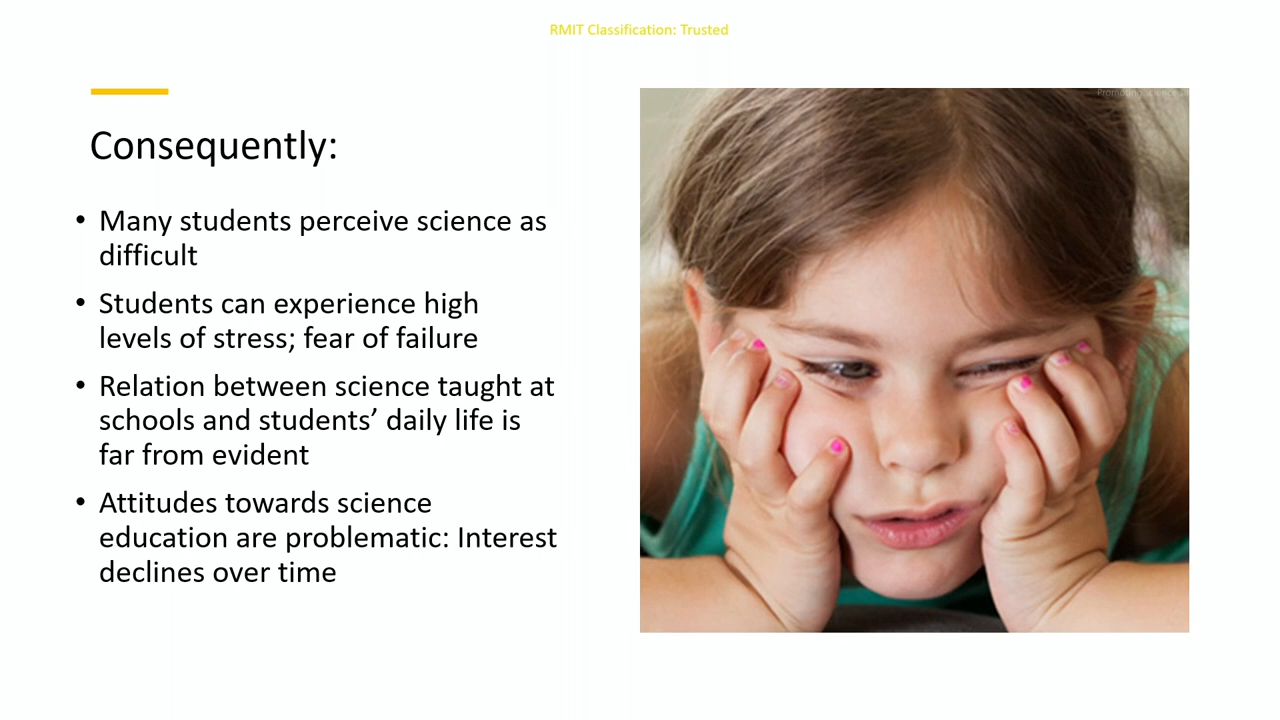 RMIT Classification: Trusted
Promoting Science
Consequently:
• Many students perceive science as
difficult
• Students can experience high
levels of stress; fear of failure
• Relation between science taught at
schools and students’ daily life is
far from evident
• Attitudes towards science
education are problematic: Interest
declines over time